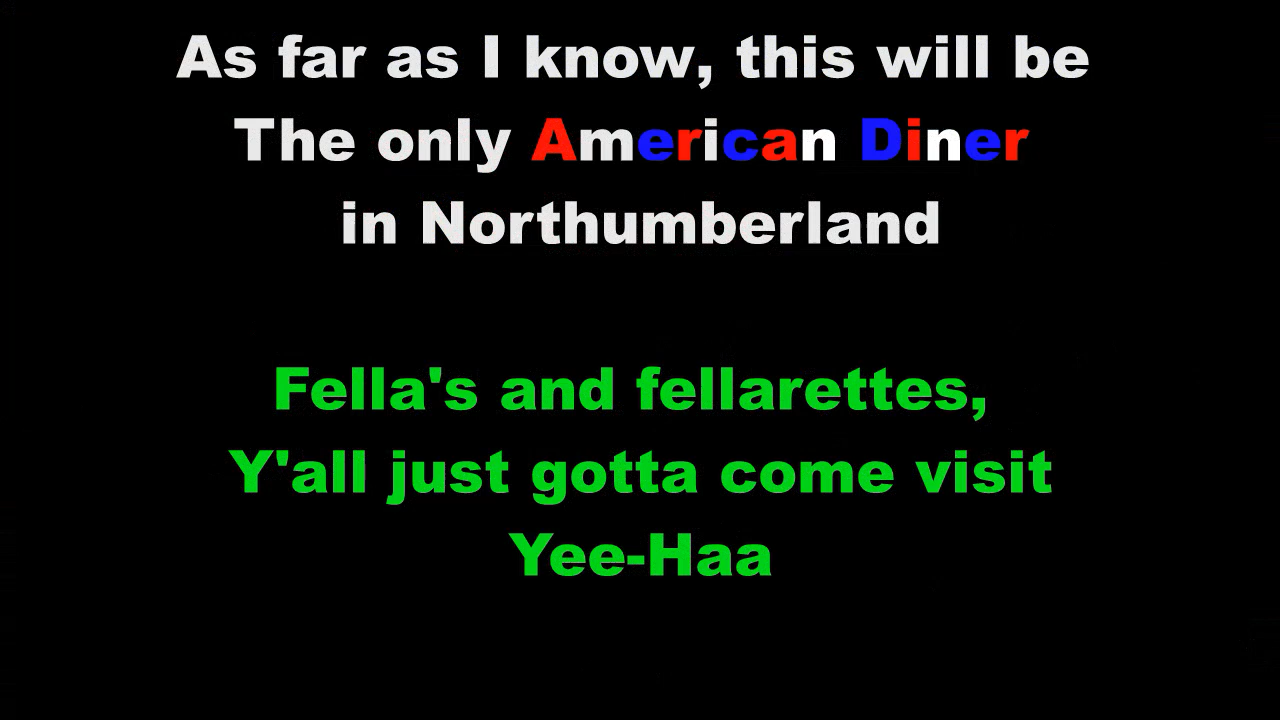 As far as I know, this will be
The only American Diner
in Northumberland
Fella's and fellarettes,
Y'all just gotta come visit
Yee-Haa